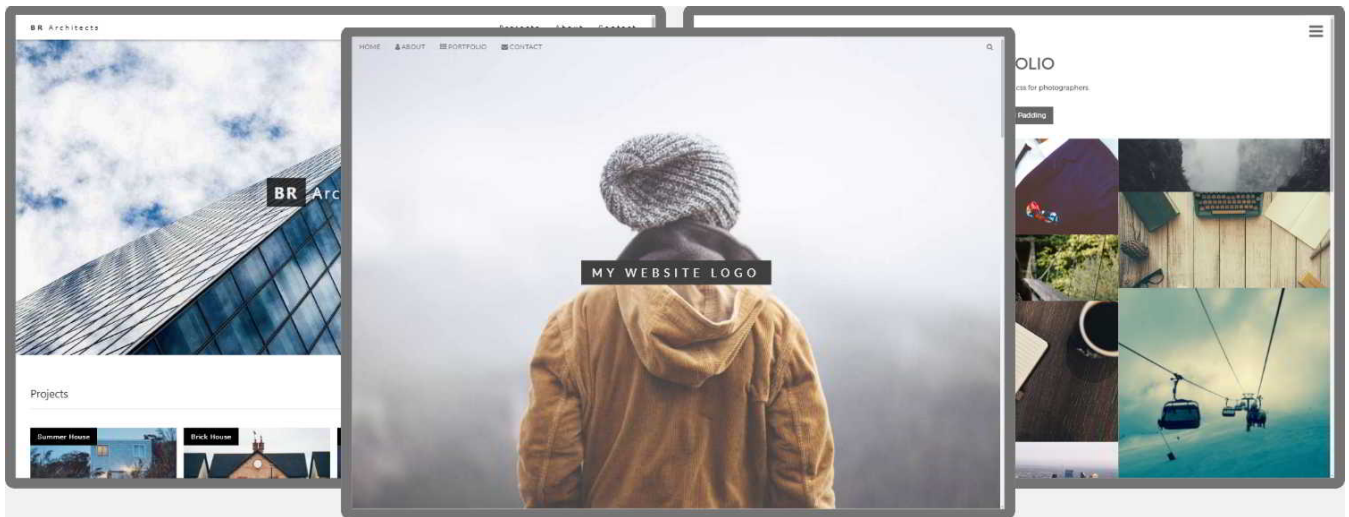 BR Architects
Projects About Contact
BR Arc
Projects
Summer House
Brick House
HOME ABOUT PORTFOLIO CONTACT
MY WEBSITE LOGO
OLIO
css for photographers.
Padding